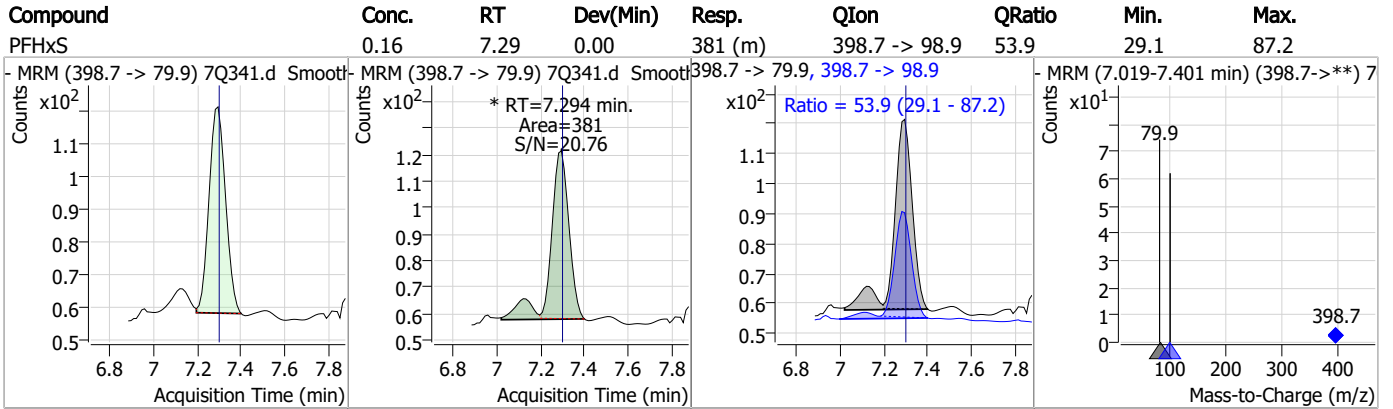 Compound Conc. RT Dev(Min) Resp. QIon QRatio Min. Max.
PFHxS 0.16 7.29 0.00 381 (m) 398.7 -> 98.9 53.9 29.1 87.2
- MRM (398.7 -> 79.9) 7Q341.d Smooth
Counts
x10²
1.1
1
0.9
0.8
0.7
0.6
0.5
6.8 7 7.2 7.4 7.6 7.8
Acquisition Time (min)
- MRM (398.7 -> 79.9) 7Q341.d Smooth
Counts
x10²
* RT=7.294 min.
Area=381
S/N=20.76
1.2
1.1
1
0.9
0.8
0.7
0.6
0.5
6.8 7 7.2 7.4 7.6 7.8
Acquisition Time (min)
398.7 -> 79.9, 398.7 -> 98.9
x10²
Ratio = 53.9 (29.1 - 87.2)
1
0.9
0.8
0.7
0.6
0.5
6.8 7 7.2 7.4 7.6 7.8
Acquisition Time (min)
- MRM (7.019-7.401 min) (398.7->**) 7
Counts
x10¹
79.9
7
6
5
4
3
2
1
0
398.7
100 200 300 400
Mass-to-Charge (m/z)